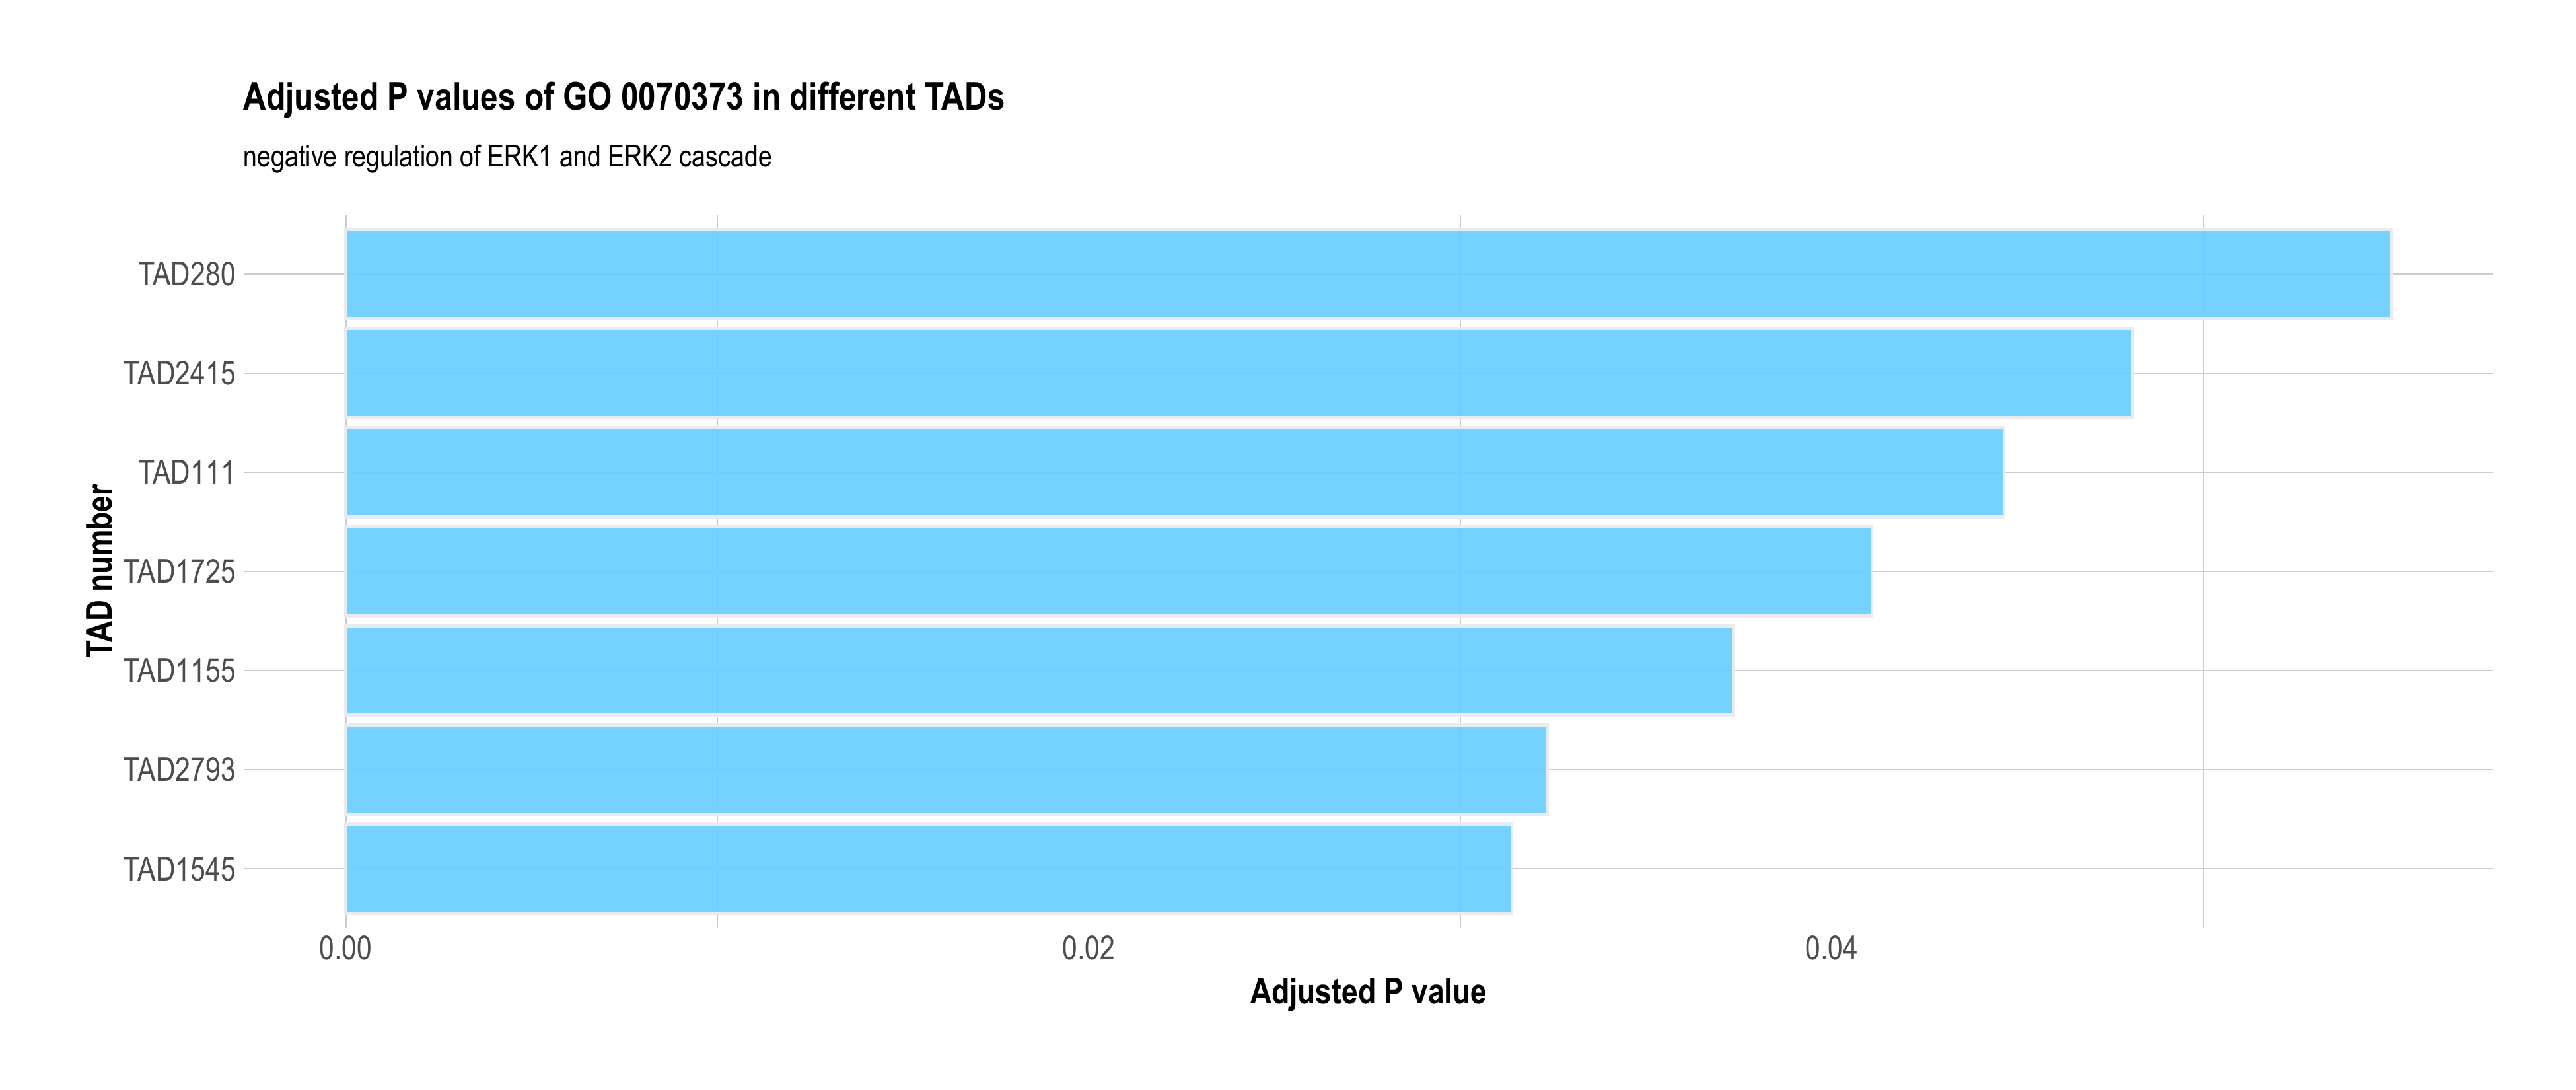 Adjusted P values of GO 0070373 in different TADs
negative regulation of ERK1 and ERK2 cascade
TAD number
TAD280
TAD2415
TAD111
TAD1725
TAD1155
TAD2793
TAD1545
0.00 0.02 0.04
Adjusted P value